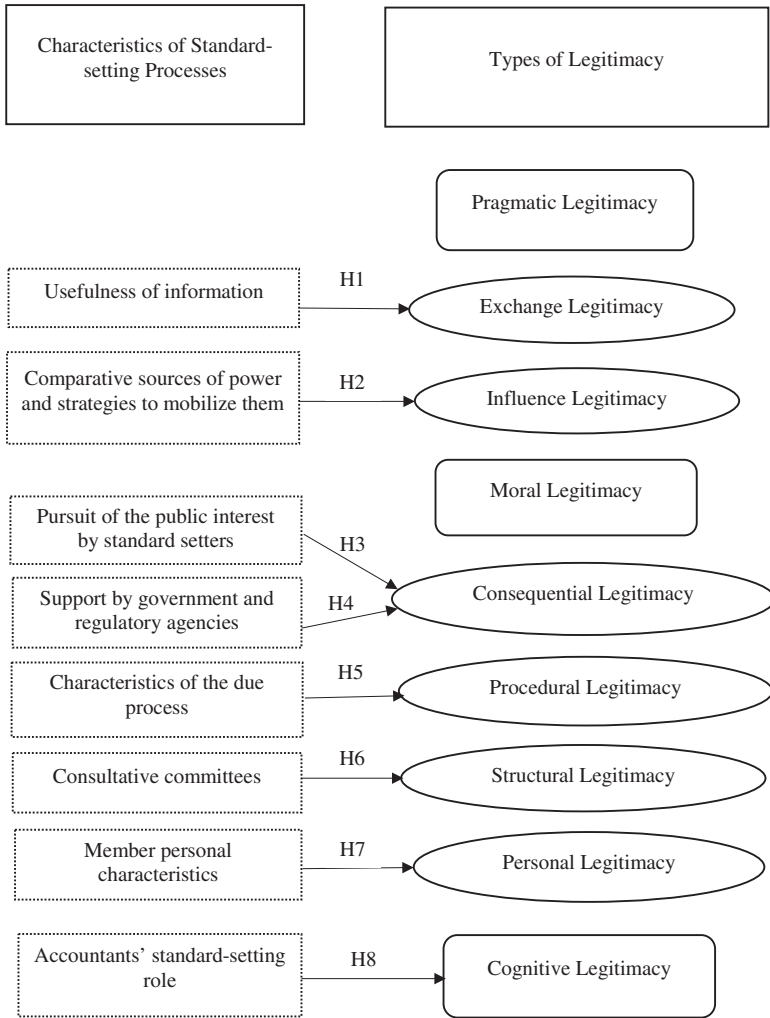 Characteristics of Standard-
setting Processes
Types of Legitimacy
Pragmatic Legitimacy
Usefulness of information
H1
Exchange Legitimacy
Comparative sources of power
and strategies to mobilize them
H2
Influence Legitimacy
Moral Legitimacy
Pursuit of the public interest
by standard setters
H3
Support by government and
regulatory agencies
H4
Consequential Legitimacy
Characteristics of the due
process
H5
Procedural Legitimacy
Consultative committees
H6
Structural Legitimacy
Member personal
characteristics
H7
Personal Legitimacy
Accountants’ standard-setting
role
H8
Cognitive Legitimacy